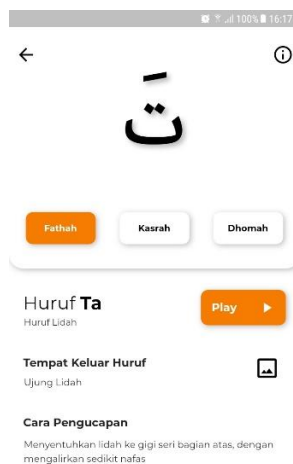 100% 16:17
تَ
Fathah Kasrah Dhomah
Huruf Ta
Huruf Lidah
Play
Tempat Keluar Huruf
Ujung Lidah
Cara Pengucapan
Menyentuhkan lidah ke gigi seri bagian atas, dengan
mengalirkan sedikit nafas